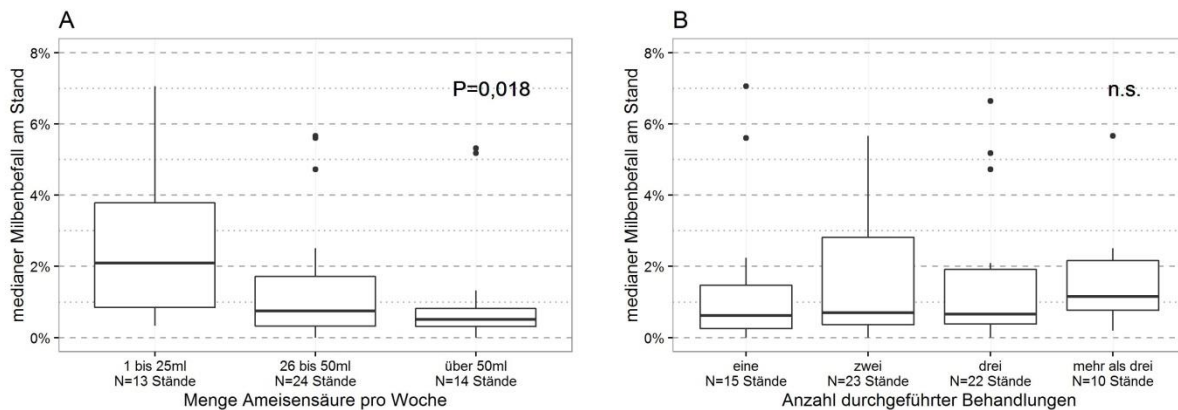 A
medianer Milbenbefall am Stand
8%
6%
4%
2%
0%
P=0,018
1 bis 25ml
N=13 Stände
26 bis 50ml
N=24 Stände
über 50ml
N=14 Stände
Menge Ameisensäure pro Woche
B
medianer Milbenbefall am Stand
8%
6%
4%
2%
0%
n.s.
eine
N=15 Stände
zwei
N=23 Stände
drei
N=22 Stände
mehr als drei
N=10 Stände
Anzahl durchgeführter Behandlungen